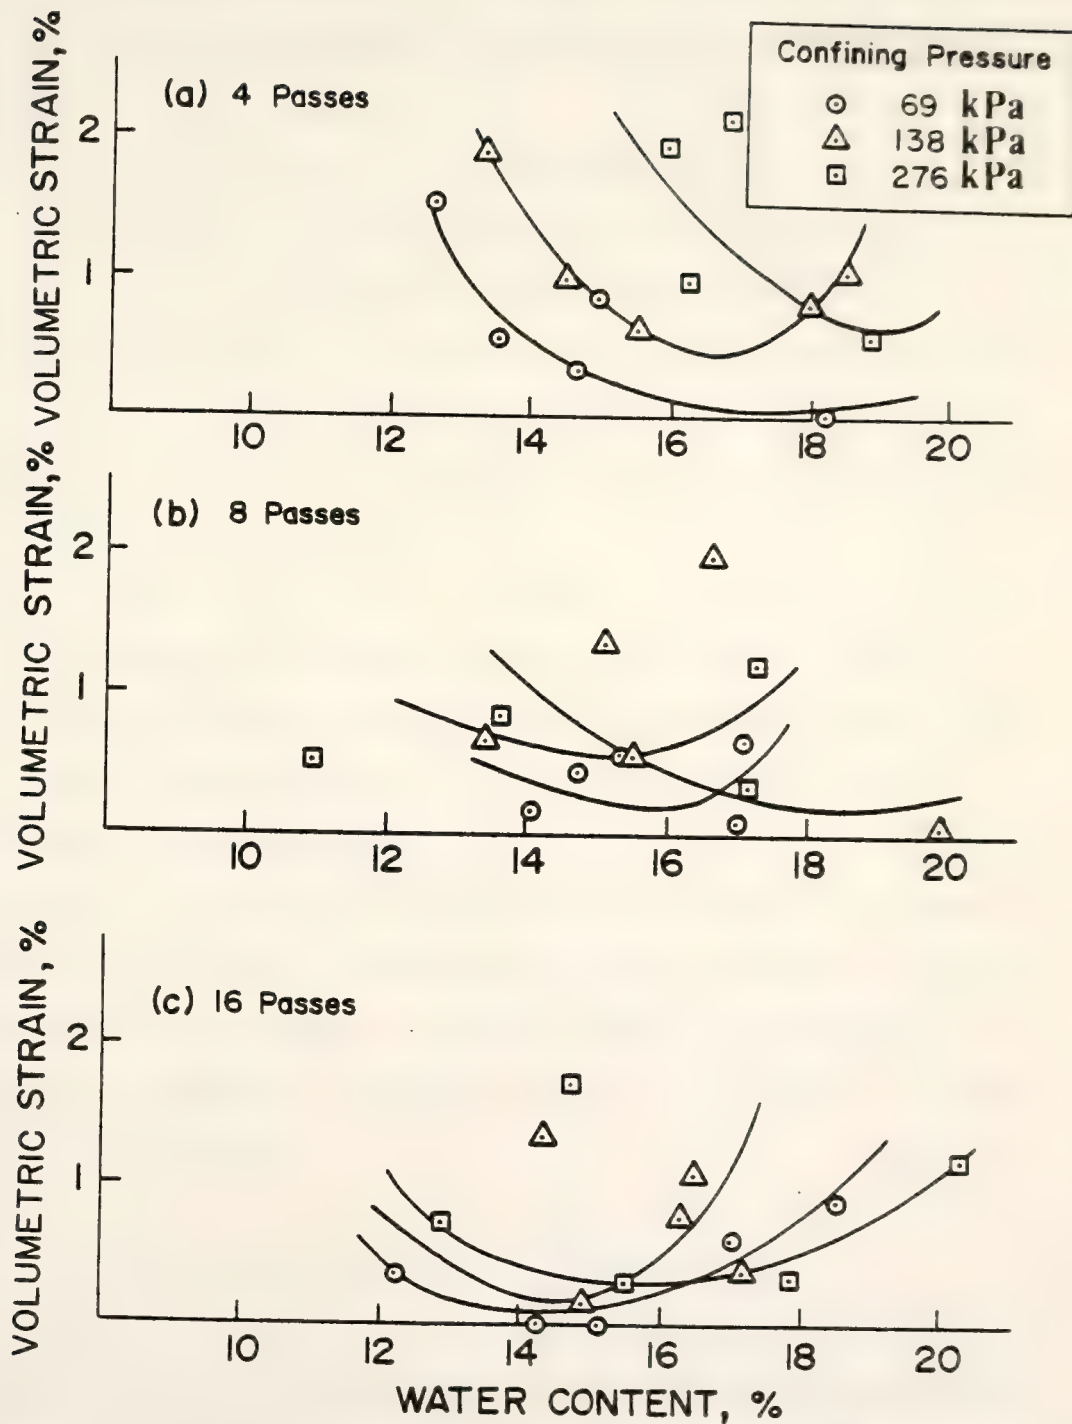 VOLUMETRIC STRAIN, %
(a) 4 Passes
Confining Pressure
69 kPa
138 kPa
276 kPa
2
1
10 12 14 16 18 20
VOLUMETRIC STRAIN, %
(b) 8 Passes
2
1
10 12 14 16 18 20
VOLUMETRIC STRAIN, %
(c) 16 Passes
2
1
10 12 14 16 18 20
WATER CONTENT, %